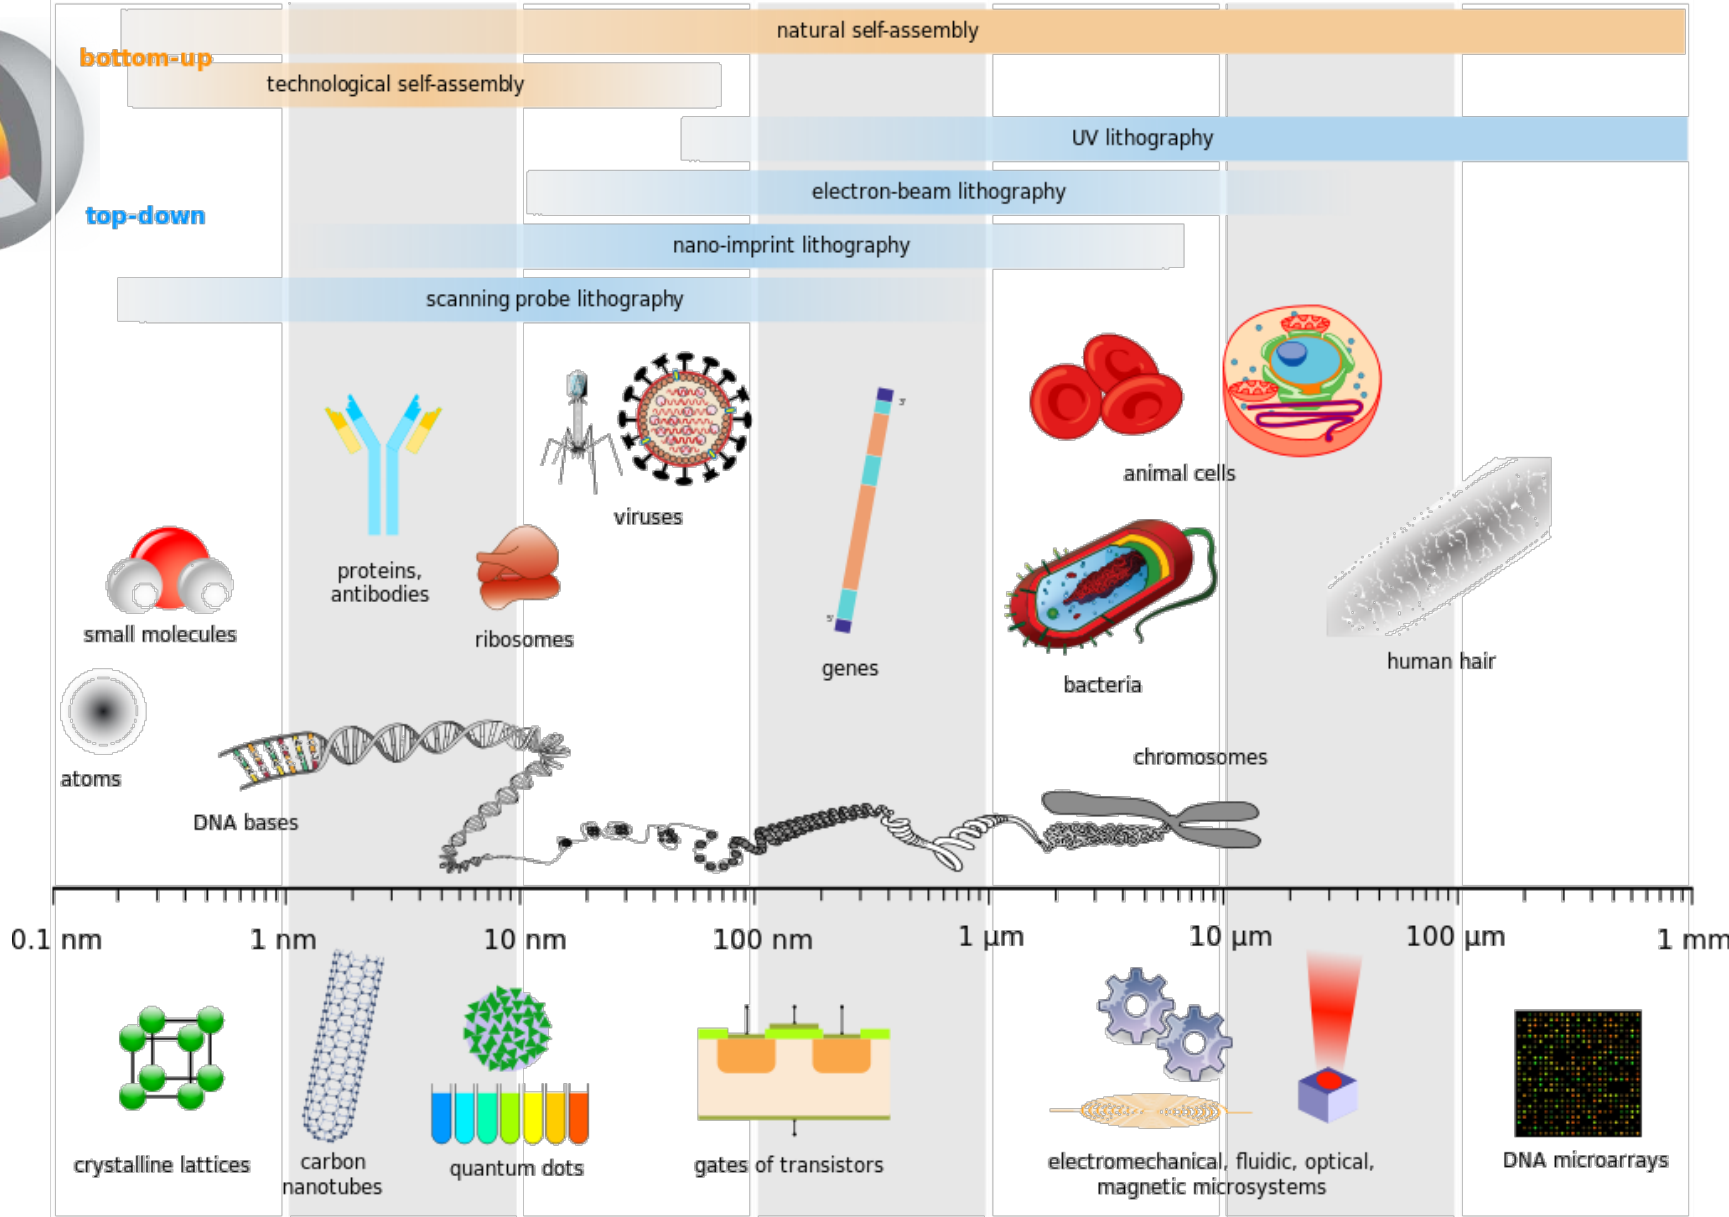 natural self-assembly
bottom-up
technological self-assembly
UV lithography
electron-beam lithography
top-down
nano-imprint lithography
scanning probe lithography
3'
animal cells
viruses
proteins,
antibodies
5'
small molecules
ribosomes
genes
human hair
bacteria
chromosomes
atoms
DNA bases
0.1 nm
1 nm
10 nm
100 nm
1 µm
10 µm
100 µm
1 mm
crystalline lattices
carbon
nanotubes
quantum dots
gates of transistors
electromechanical, fluidic, optical,
magnetic microsystems
DNA microarrays